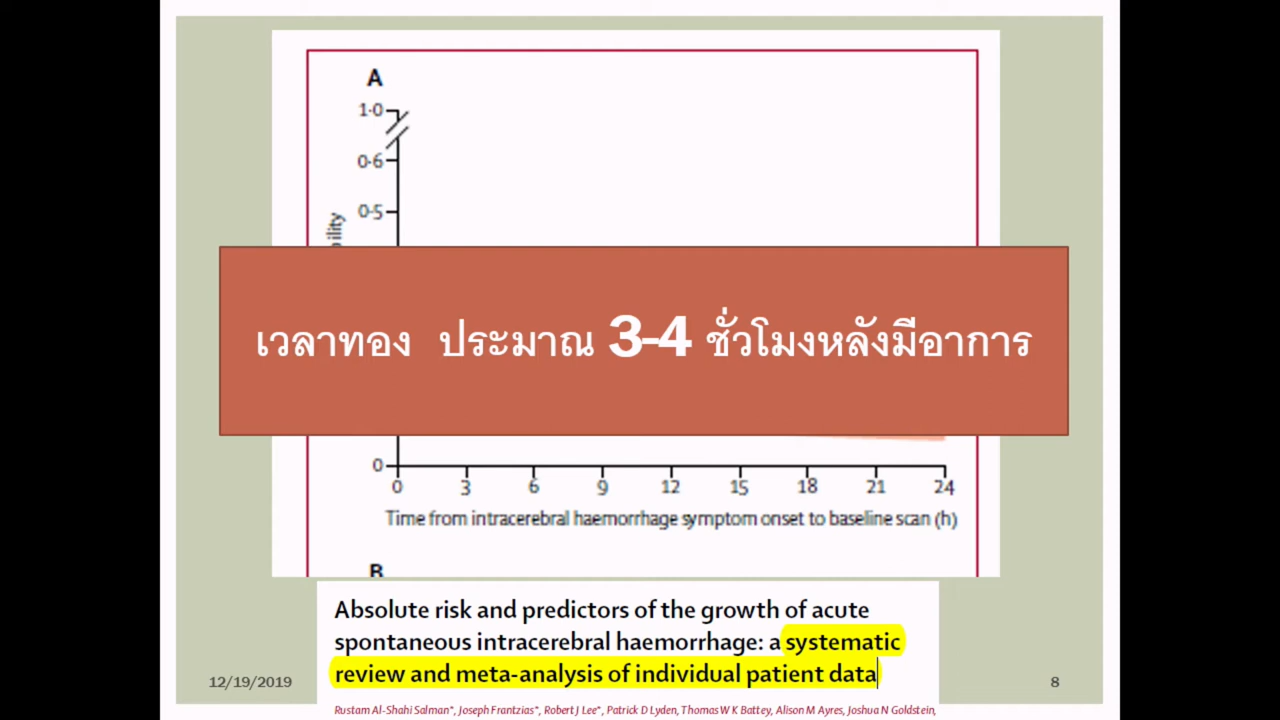 A
1·0
0·6
0·5
เวลาทอง ประมาณ 3-4 ชั่วโมงหลังมีอาการ
0
0 3 6 9 12 15 18 21 24
Time from intracerebral haemorrhage symptom onset to baseline scan (h)
B
Absolute risk and predictors of the growth of acute
spontaneous intracerebral haemorrhage: a systematic
review and meta-analysis of individual patient data
12/19/2019
8
Rustam Al-Shahi Salman*, Joseph Frantzias*, Robert J Lee*, Patrick D Lyden, Thomas W K Battey, Alison M Ayres, Joshua N Goldstein,